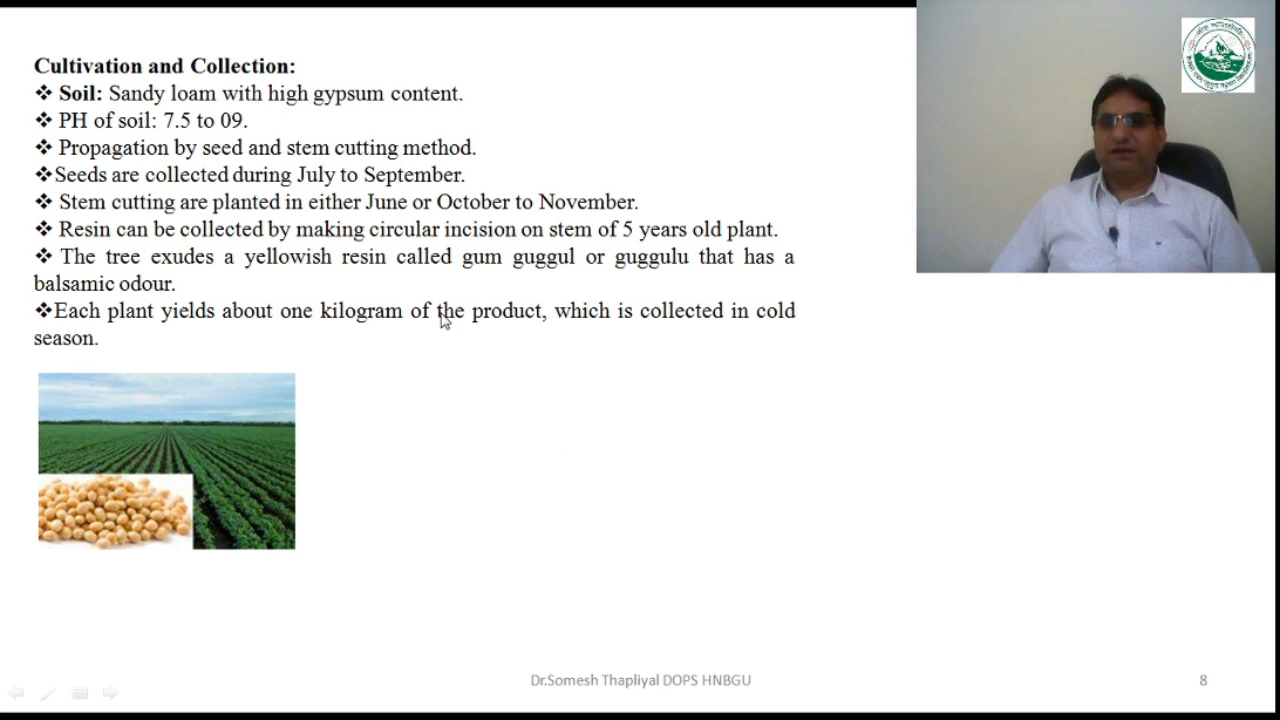 Cultivation and Collection:
❖ Soil: Sandy loam with high gypsum content.
❖ PH of soil: 7.5 to 09.
❖ Propagation by seed and stem cutting method.
❖Seeds are collected during July to September.
❖ Stem cutting are planted in either June or October to November.
❖ Resin can be collected by making circular incision on stem of 5 years old plant.
❖ The tree exudes a yellowish resin called gum guggul or guggulu that has a
balsamic odour.
❖Each plant yields about one kilogram of the product, which is collected in cold
season.
Dr.Somesh Thapliyal DOPS HNBGU
8